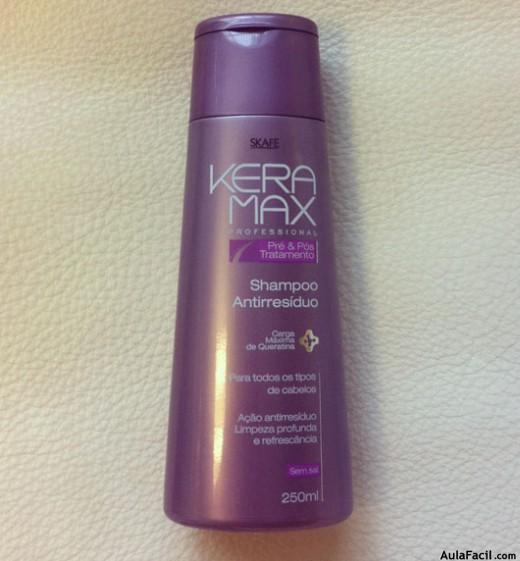 SKAFE
KERA
MAX
PROFESSIONAL
Pré & Pós
Tratamento
Shampoo
Antirresíduo
Carga
Máxima
de Queratina
Para todos os tipos
de cabelos
Ação antirresíduo
Limpeza profunda
e refrescância
Sem sal
250ml
AulaFacil.com